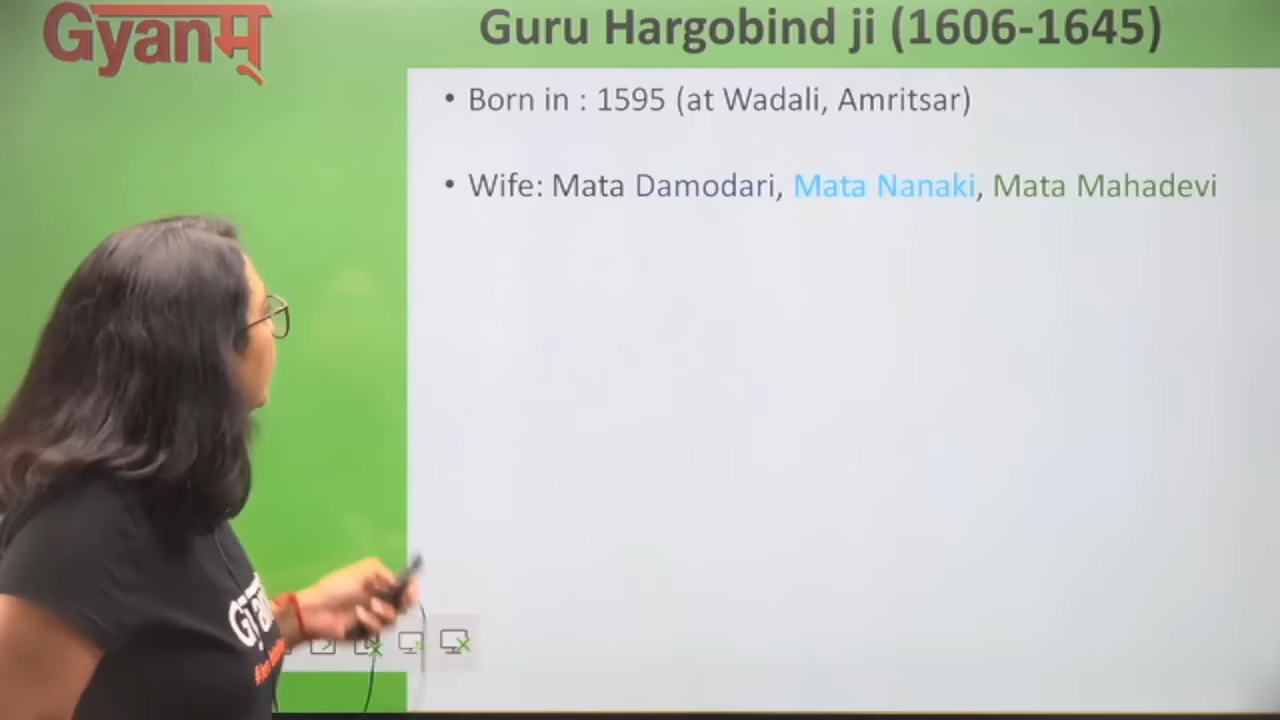 Gyanम्
Guru Hargobind ji (1606-1645)
• Born in : 1595 (at Wadali, Amritsar)
• Wife: Mata Damodari, Mata Nanaki, Mata Mahadevi